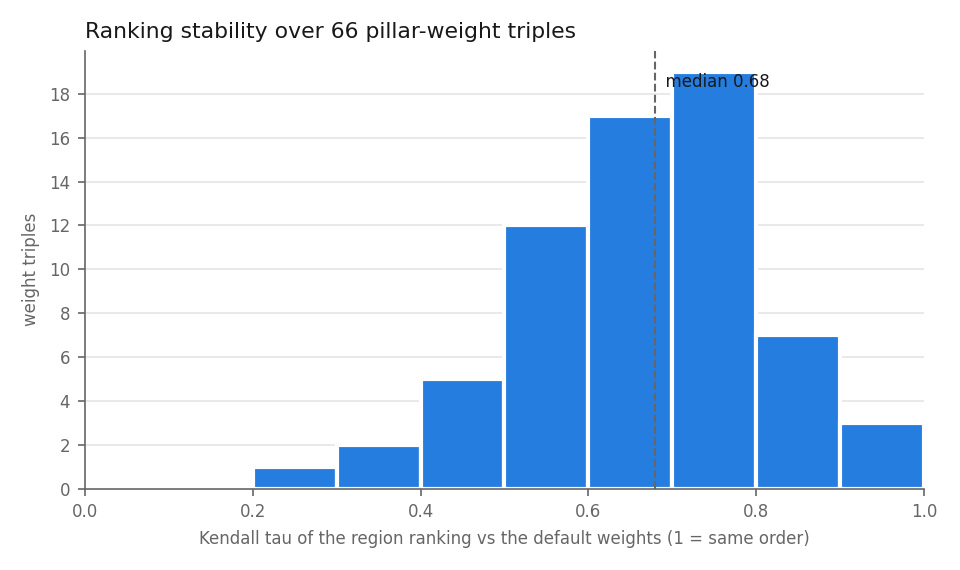 Ranking stability over 66 pillar-weight triples
median 0.68
weight triples
18
16
14
12
10
8
6
4
2
0
0.0 0.2 0.4 0.6 0.8 1.0
Kendall tau of the region ranking vs the default weights (1 = same order)